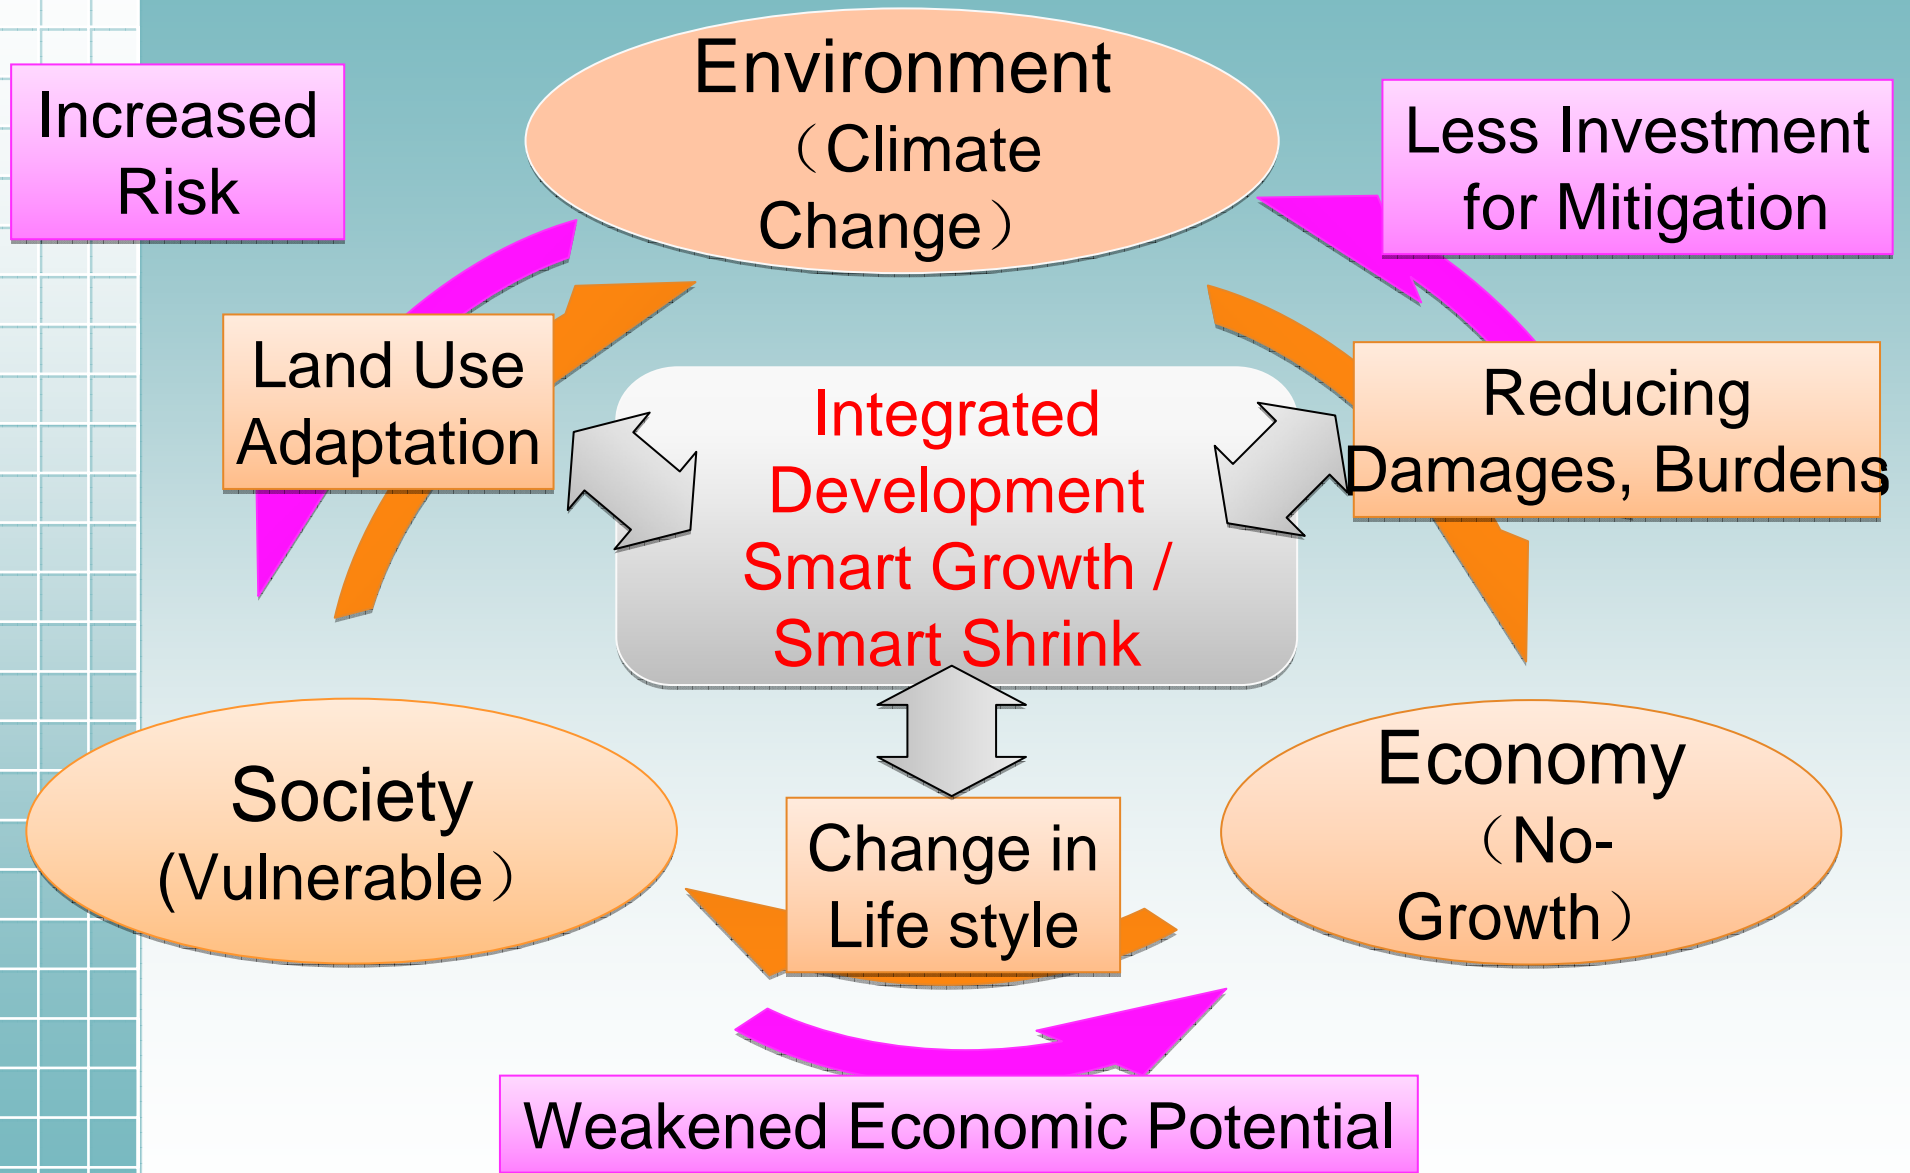 Environment
（Climate
Change）
Increased
Risk
Less Investment
for Mitigation
Land Use
Adaptation
Integrated
Development
Smart Growth /
Smart Shrink
Reducing
Damages, Burdens
Society
(Vulnerable）
Change in
Life style
Economy
（No-
Growth）
Weakened Economic Potential